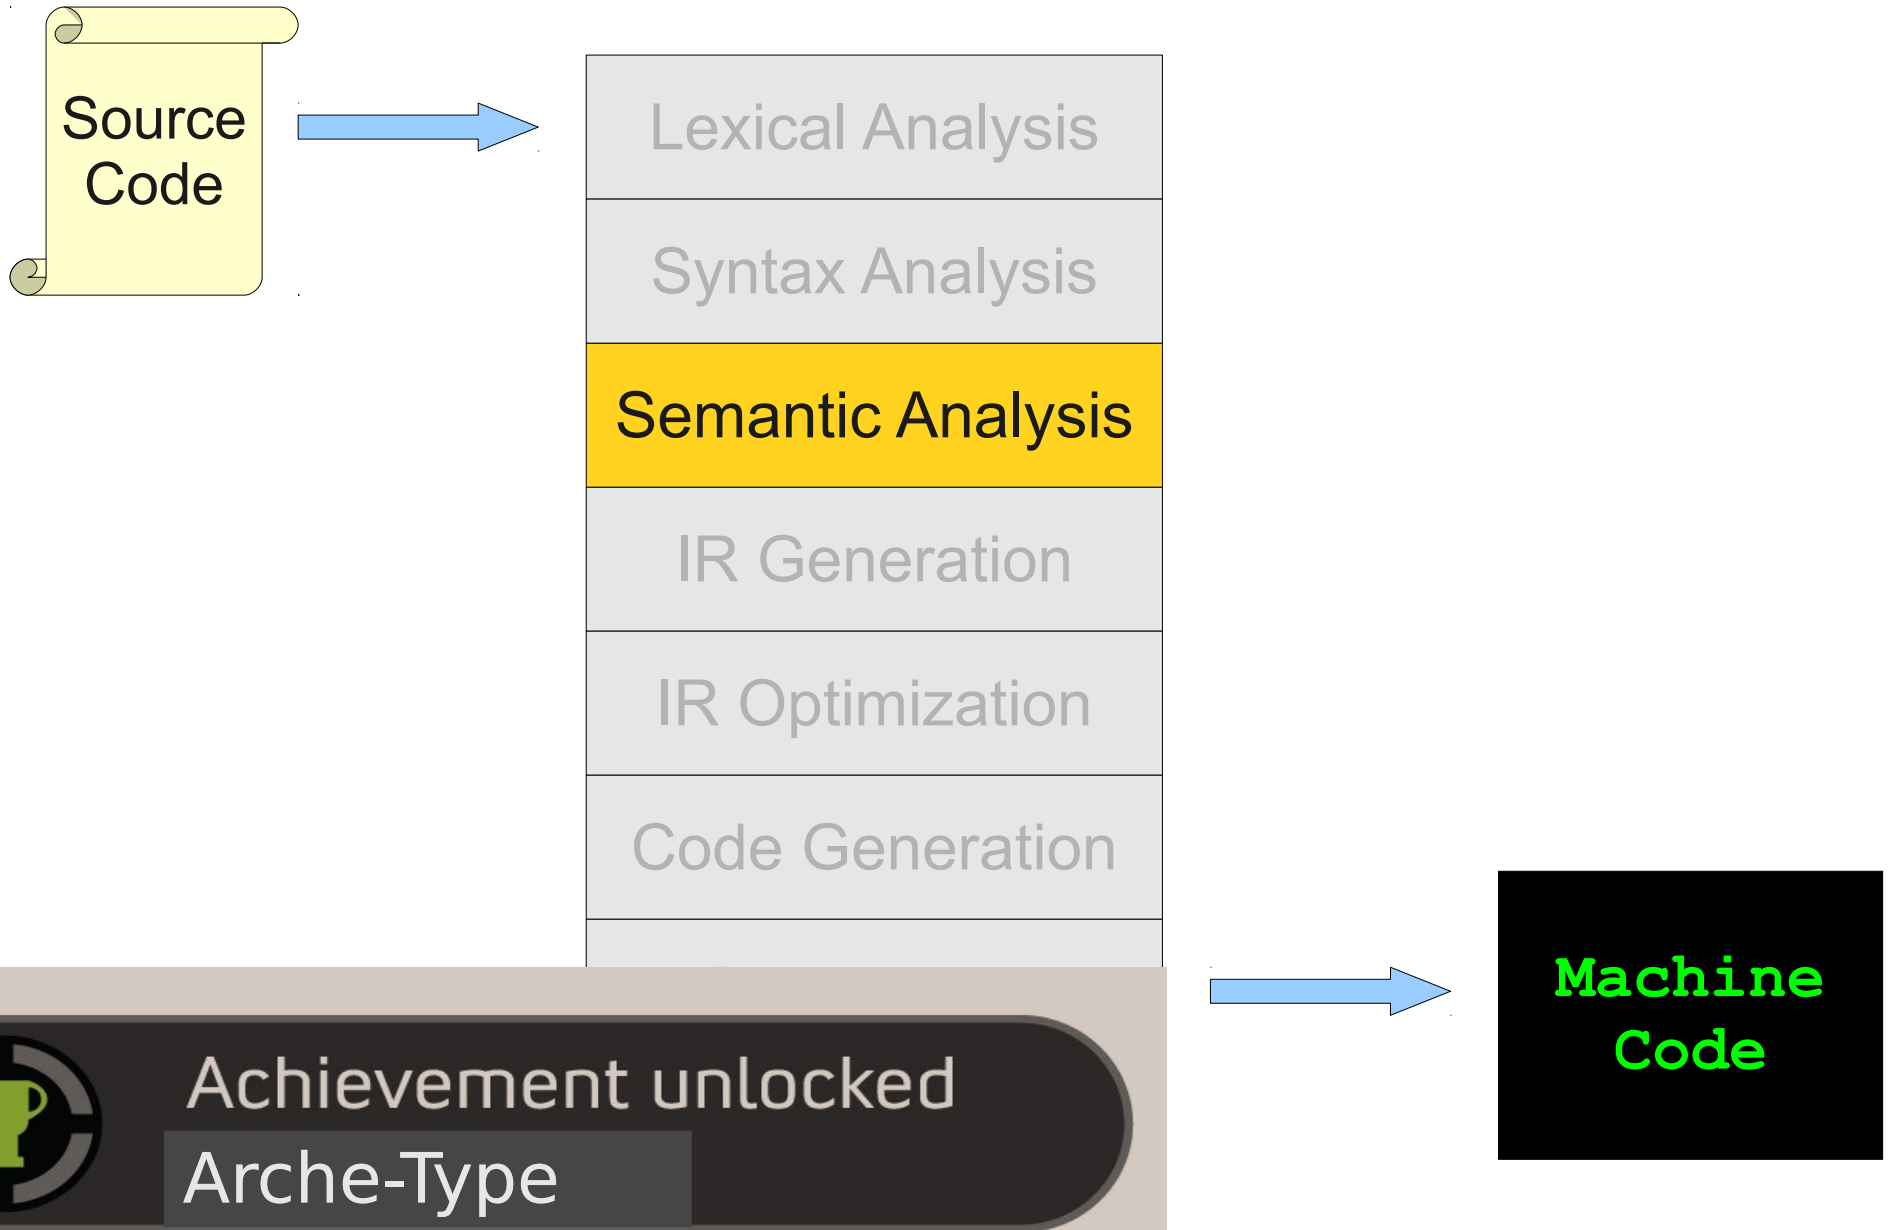 Source
Code
Lexical Analysis
Syntax Analysis
Semantic Analysis
IR Generation
IR Optimization
Code Generation
Machine
Code
Achievement unlocked
Arche-Type